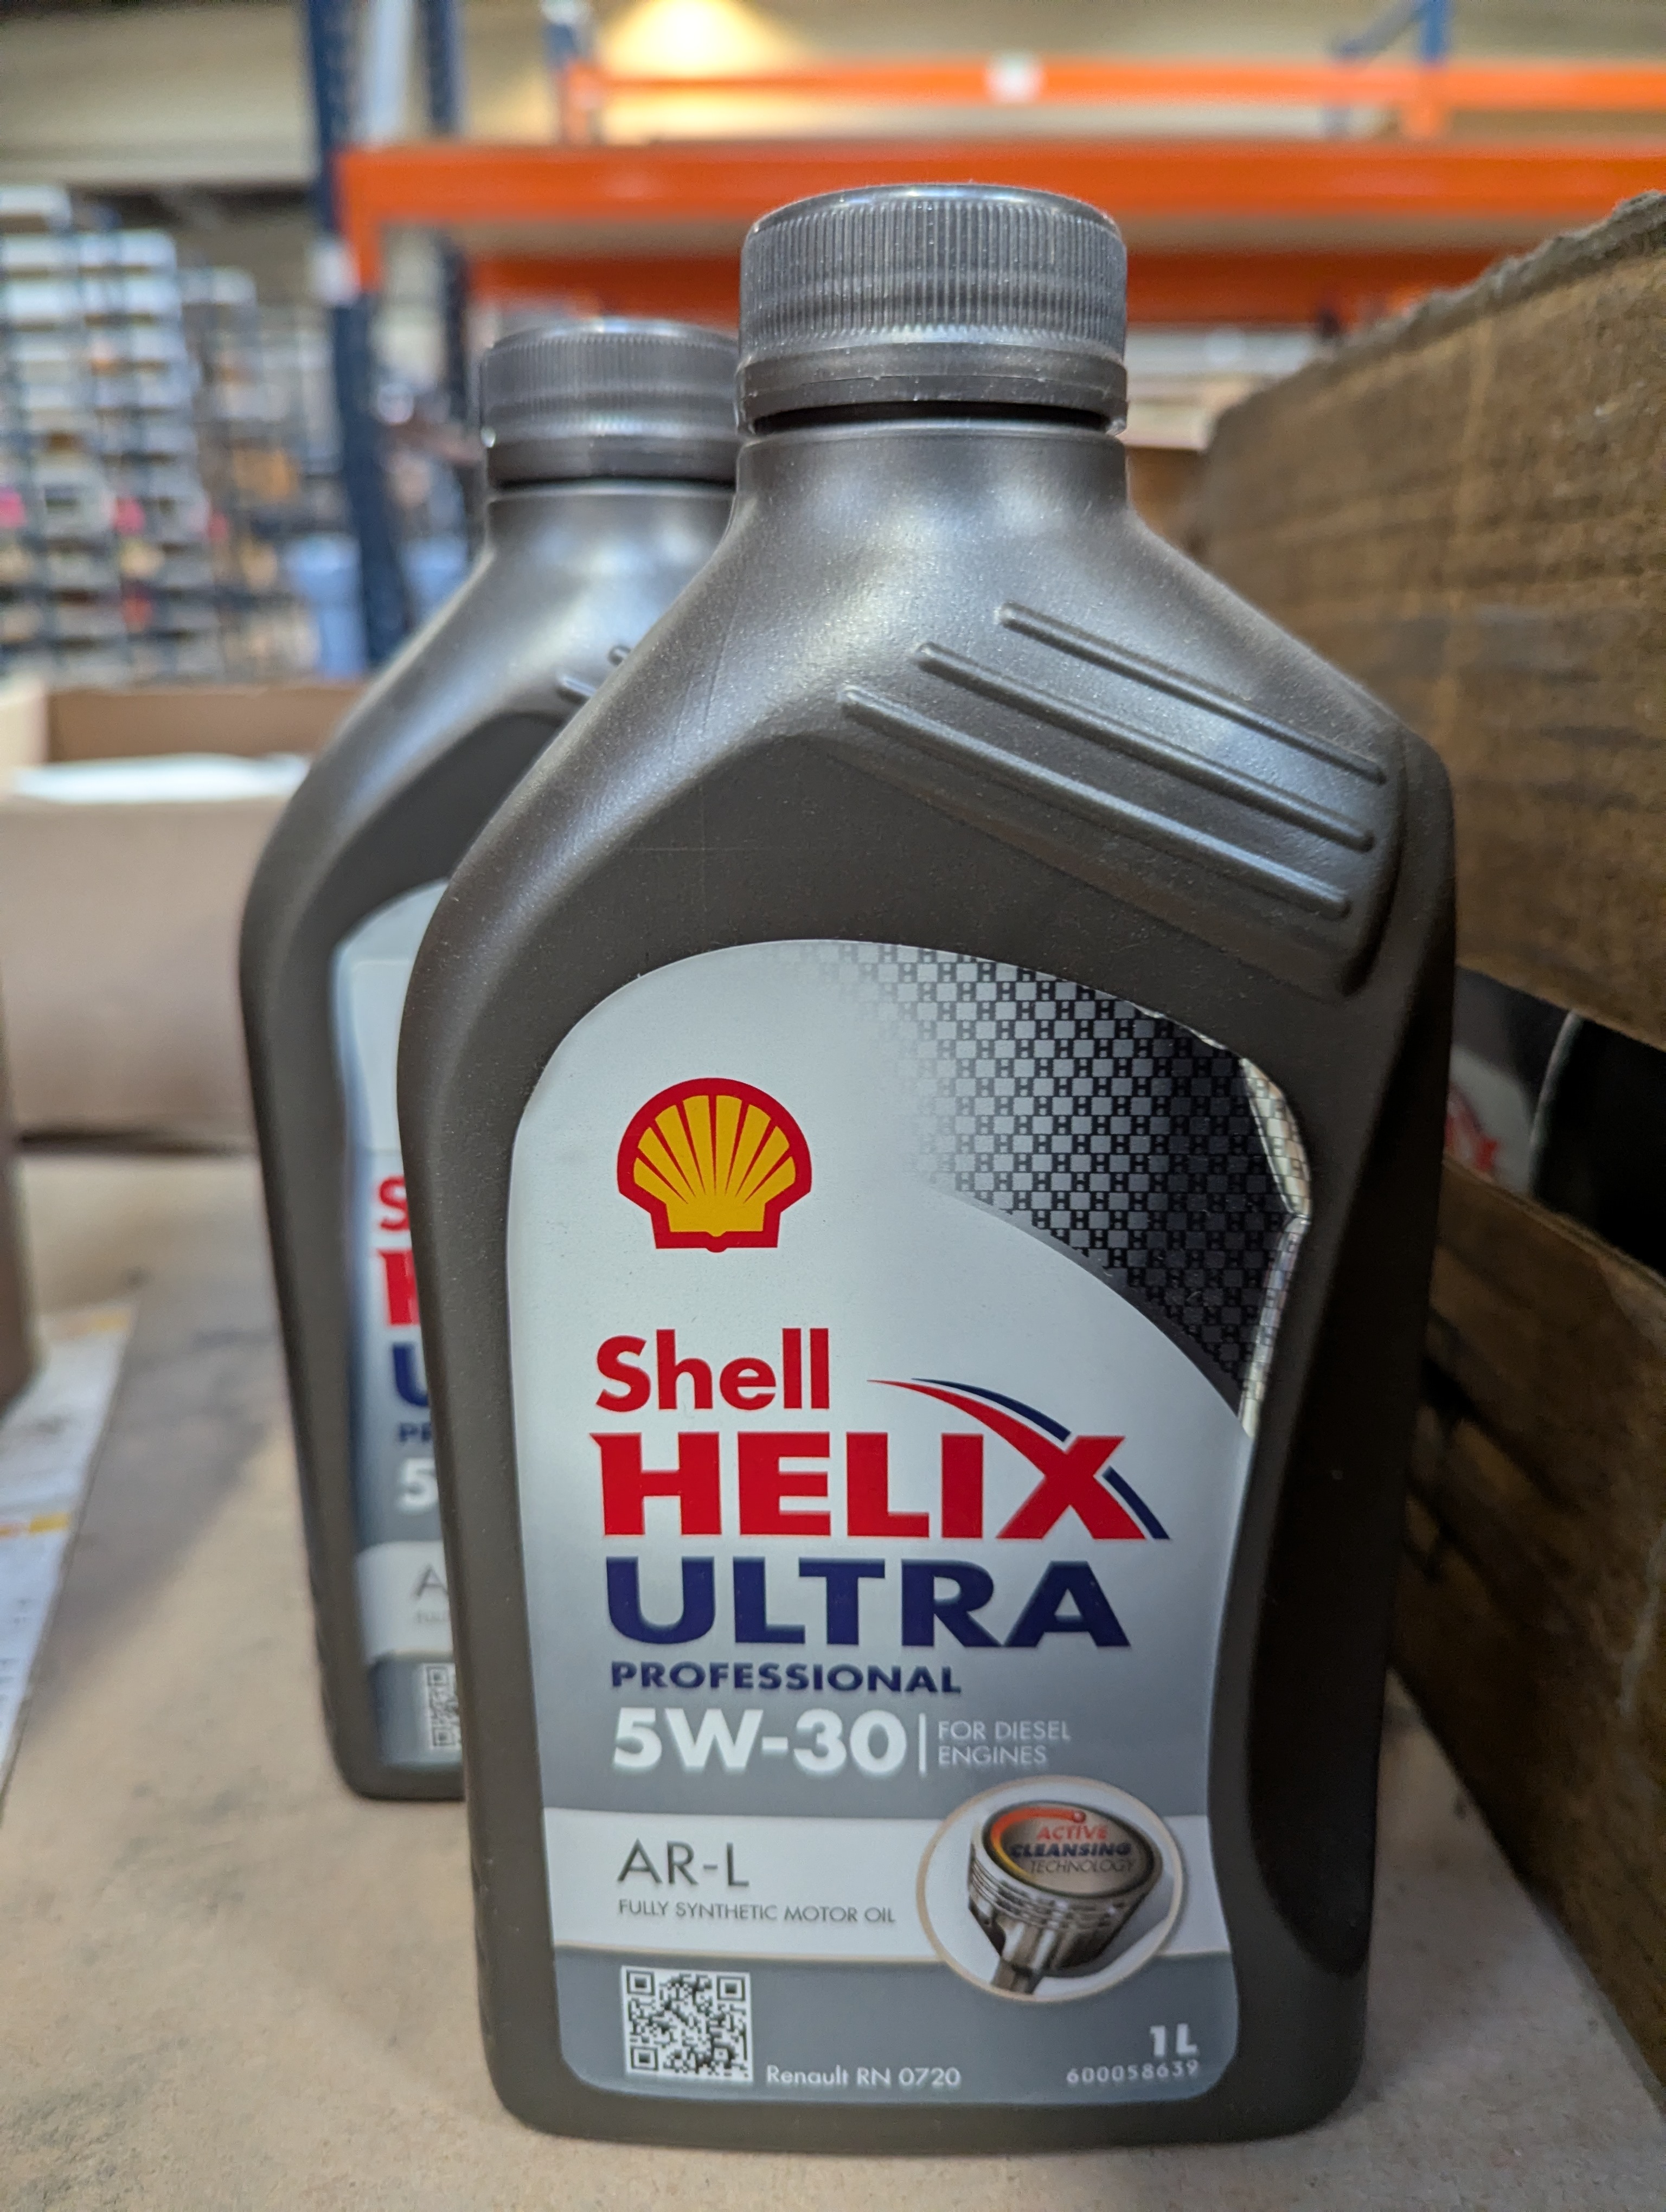 Shell
HELIX
ULTRA
PROFESSIONAL
5W-30
FOR DIESEL
ENGINES
AR-L
FULLY SYNTHETIC MOTOR OIL
ACTIVE
CLEANSING
TECHNOLOGY
Renault RN 0720
1L
600058639